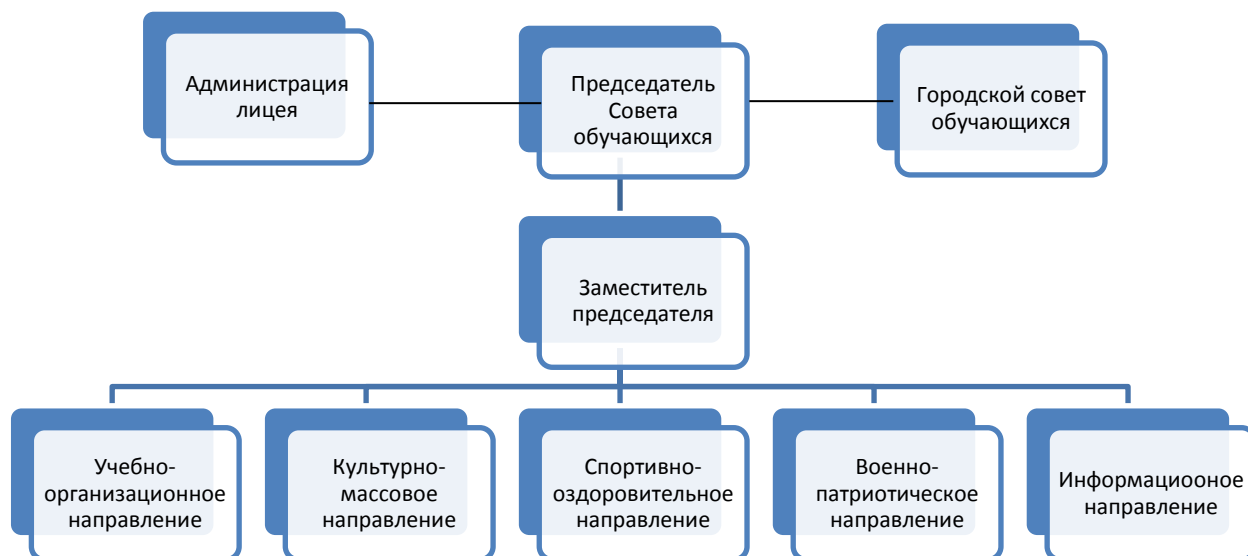 Администрация
лицея
Председатель
Совета
обучающихся
Городской совет
обучающихся
Заместитель
председателя
Учебно-
организационное
направление
Культурно-
массовое
направление
Спортивно-
оздоровительное
направление
Военно-
патриотическое
направление
Информациооное
направление